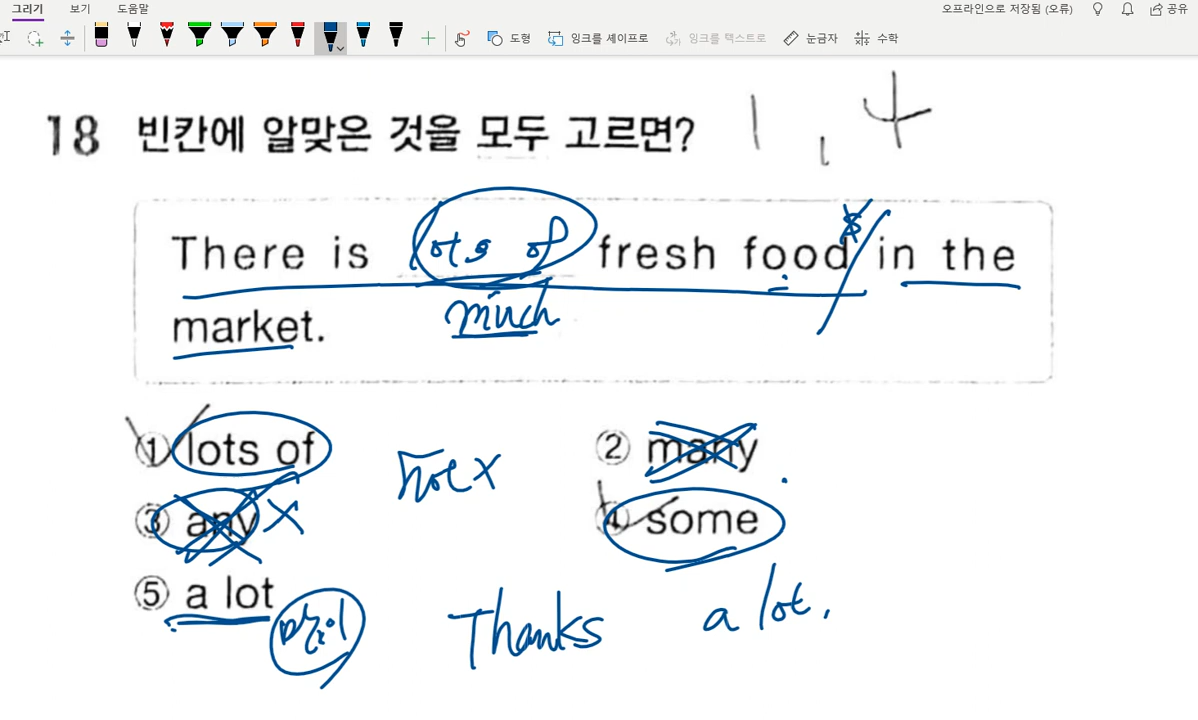 그리기 보기 도움말 오프라인으로 저장됨 (오류) 공유
도형 잉크를 셰이프로 잉크를 텍스트로 눈금자 수학
18 빈칸에 알맞은 것을 모두 고르면? 1, 4
There is lots of fresh food in the
much
market.
① lots of ② many
not x
③ any x ④ some
⑤ a lot
많이 Thanks a lot.